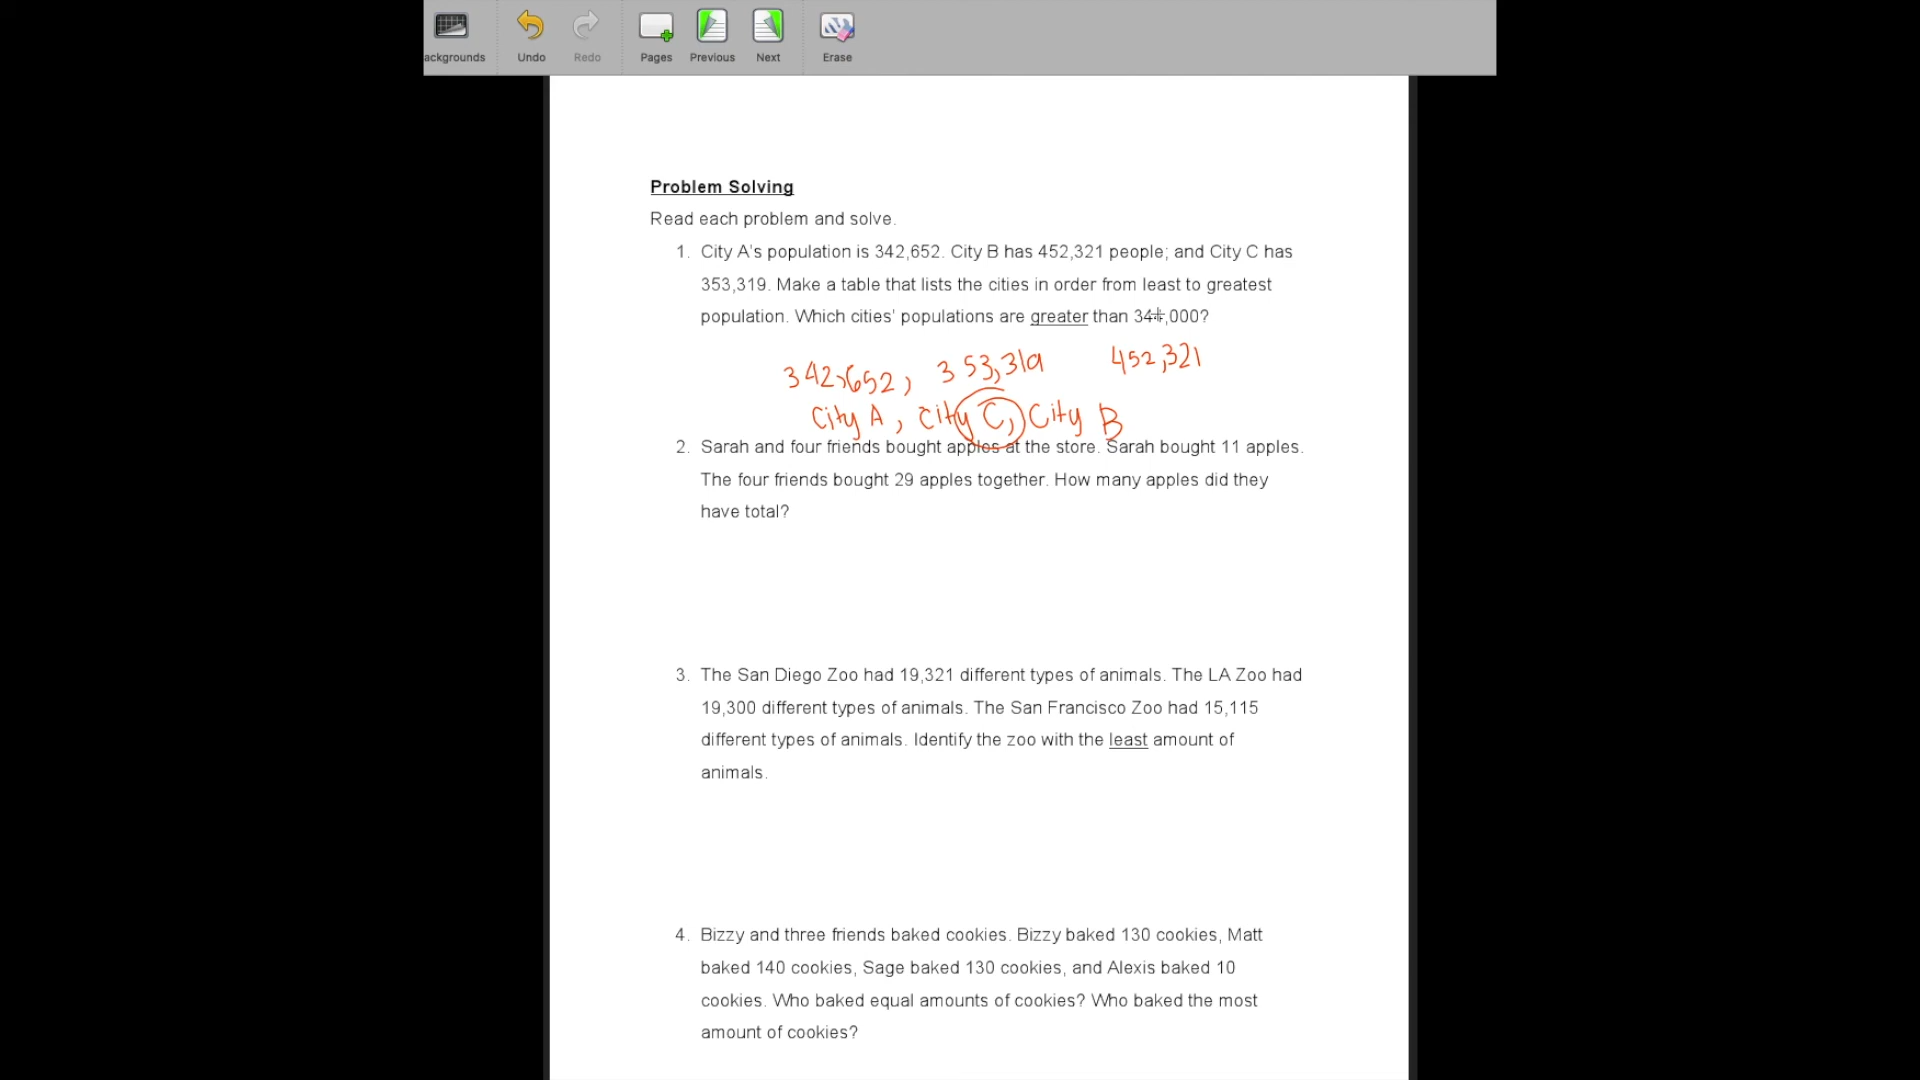 ackgrounds Undo Redo Pages Previous Next Erase
Problem Solving
Read each problem and solve.
1. City A's population is 342,652. City B has 452,321 people; and City C has
353,319. Make a table that lists the cities in order from least to greatest
population. Which cities' populations are greater than 344,000?
342,652, 353,319 452,321
City A, City C, City B
2. Sarah and four friends bought apples at the store. Sarah bought 11 apples.
The four friends bought 29 apples together. How many apples did they
have total?
3. The San Diego Zoo had 19,321 different types of animals. The LA Zoo had
19,300 different types of animals. The San Francisco Zoo had 15,115
different types of animals. Identify the zoo with the least amount of
animals.
4. Bizzy and three friends baked cookies. Bizzy baked 130 cookies, Matt
baked 140 cookies, Sage baked 130 cookies, and Alexis baked 10
cookies. Who baked equal amounts of cookies? Who baked the most
amount of cookies?